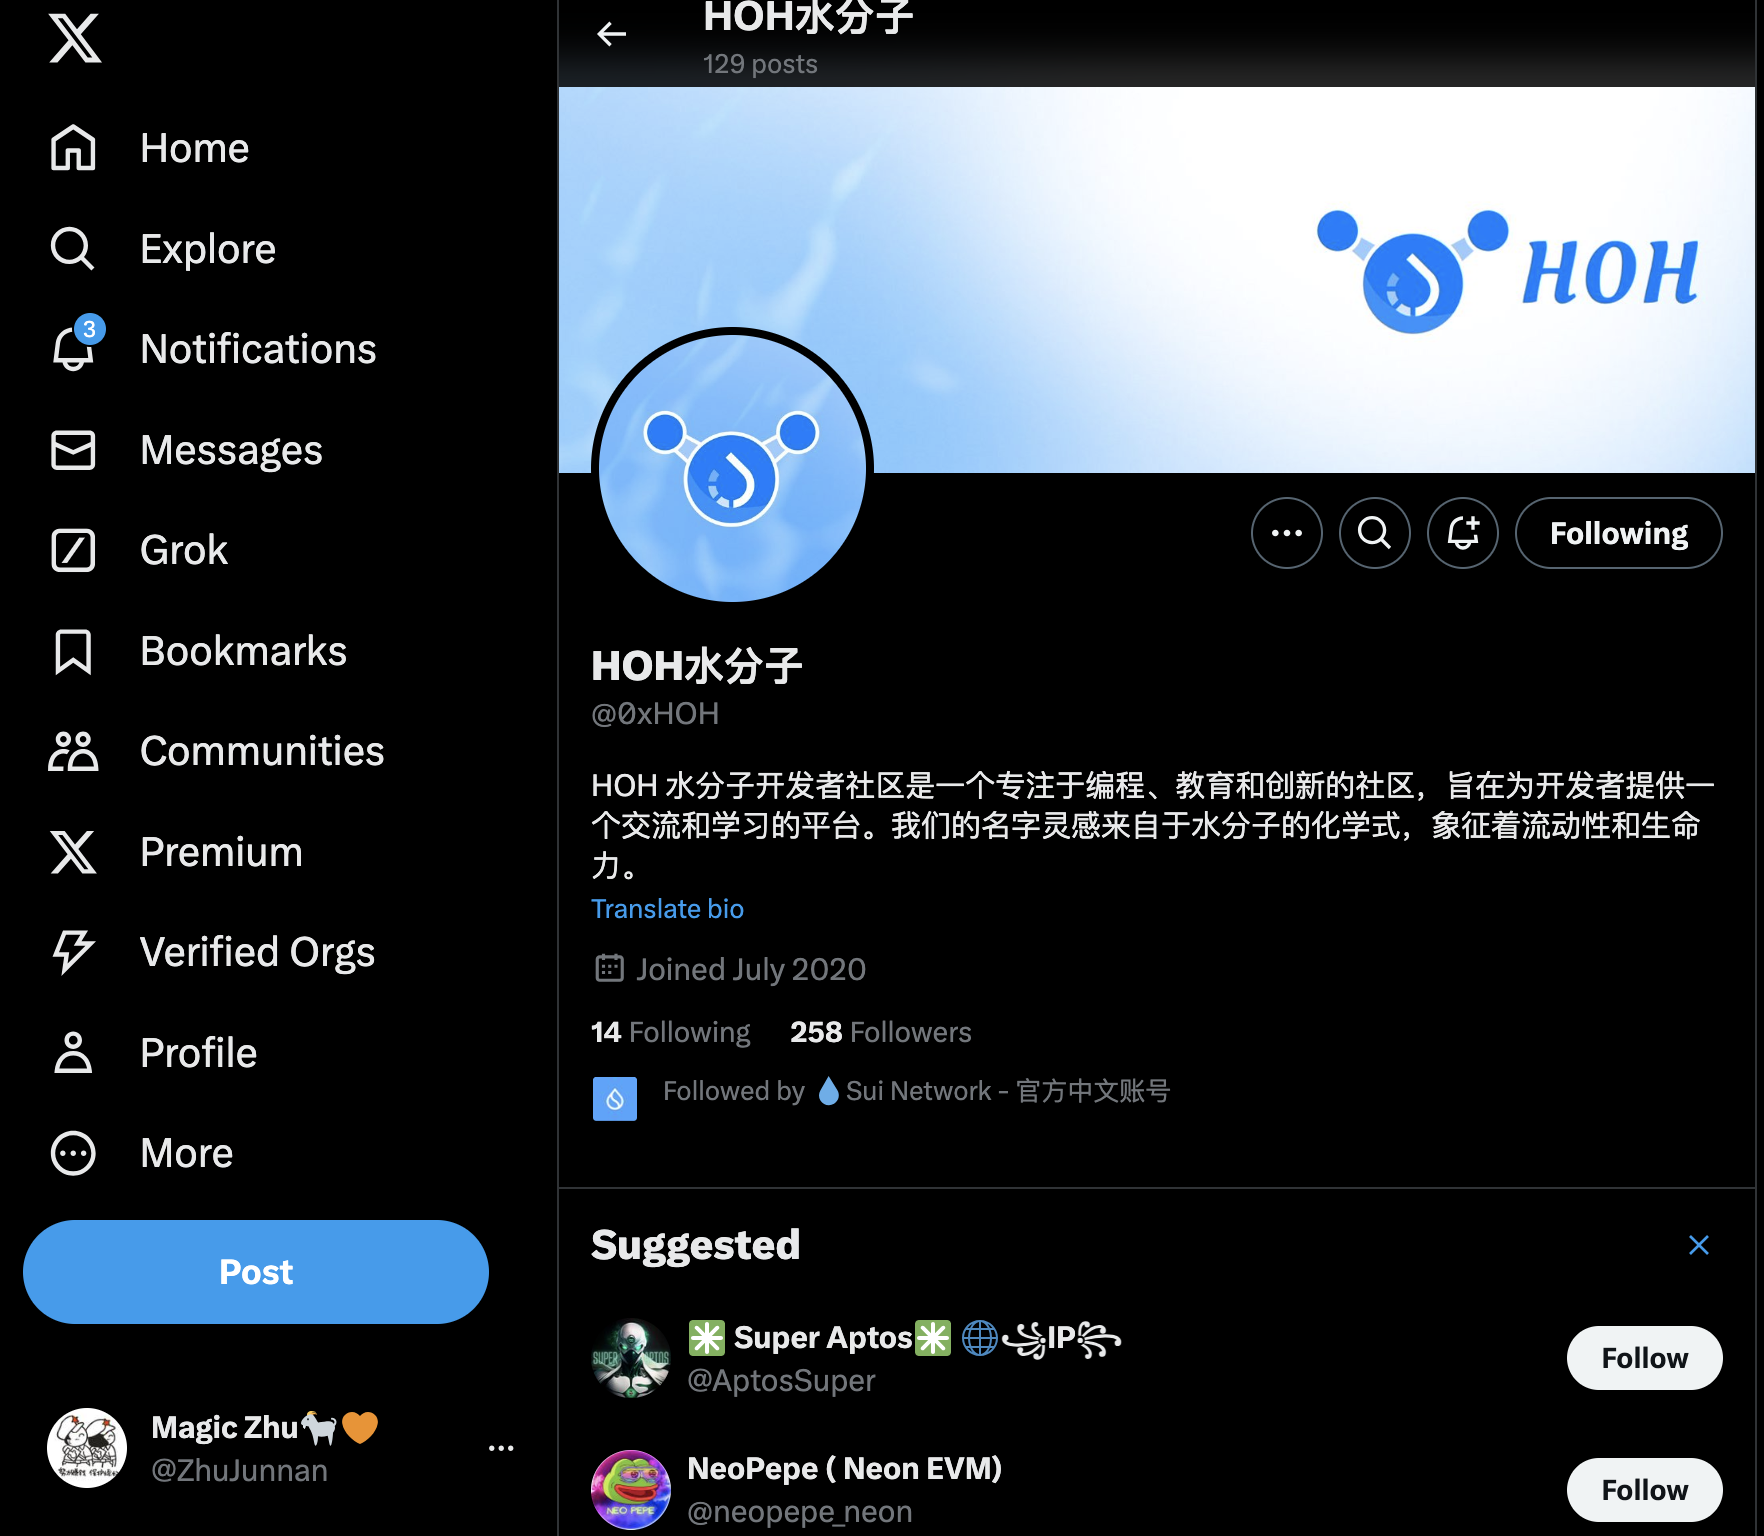 HOH水分子
129 posts
Home
Explore
3
Notifications
Messages
Grok
Bookmarks
Communities
Premium
Verified Orgs
Profile
More
Post
Magic Zhu🐐🧡
@ZhuJunnan
HOH
Following
HOH水分子
@0xHOH
HOH 水分子开发者社区是一个专注于编程、教育和创新的社区，旨在为开发者提供一
个交流和学习的平台。我们的名字灵感来自于水分子的化学式，象征着流动性和生命
力。
Translate bio
Joined July 2020
14 Following 258 Followers
Followed by 💧Sui Network - 官方中文账号
Suggested
SUPER APTOS
✳️ Super Aptos✳️ 🌐꧁IP꧂
@AptosSuper
Follow
NEO PEPE
NeoPepe ( Neon EVM)
@neopepe_neon
Follow